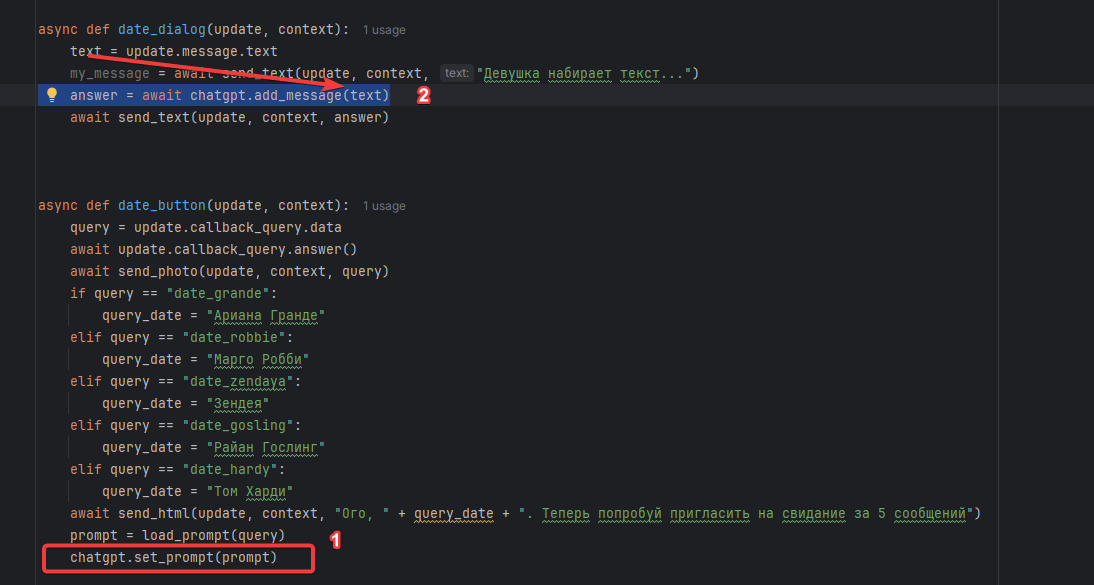 async def date_dialog(update, context): 1 usage
text = update.message.text
my_message = await send_text(update, context, text: "Девушка набирает текст...")
answer = await chatgpt.add_message(text) 2
await send_text(update, context, answer)
async def date_button(update, context): 1 usage
query = update.callback_query.data
await update.callback_query.answer()
await send_photo(update, context, query)
if query == "date_grande":
query_date = "Ариана Гранде"
elif query == "date_robbie":
query_date = "Марго Робби"
elif query == "date_zendaya":
query_date = "Зендея"
elif query == "date_gosling":
query_date = "Райан Гослинг"
elif query == "date_hardy":
query_date = "Том Харди"
await send_html(update, context, "Ого, " + query_date + ". Теперь попробуй пригласить на свидание за 5 сообщений")
prompt = load_prompt(query) 1
chatgpt.set_prompt(prompt)